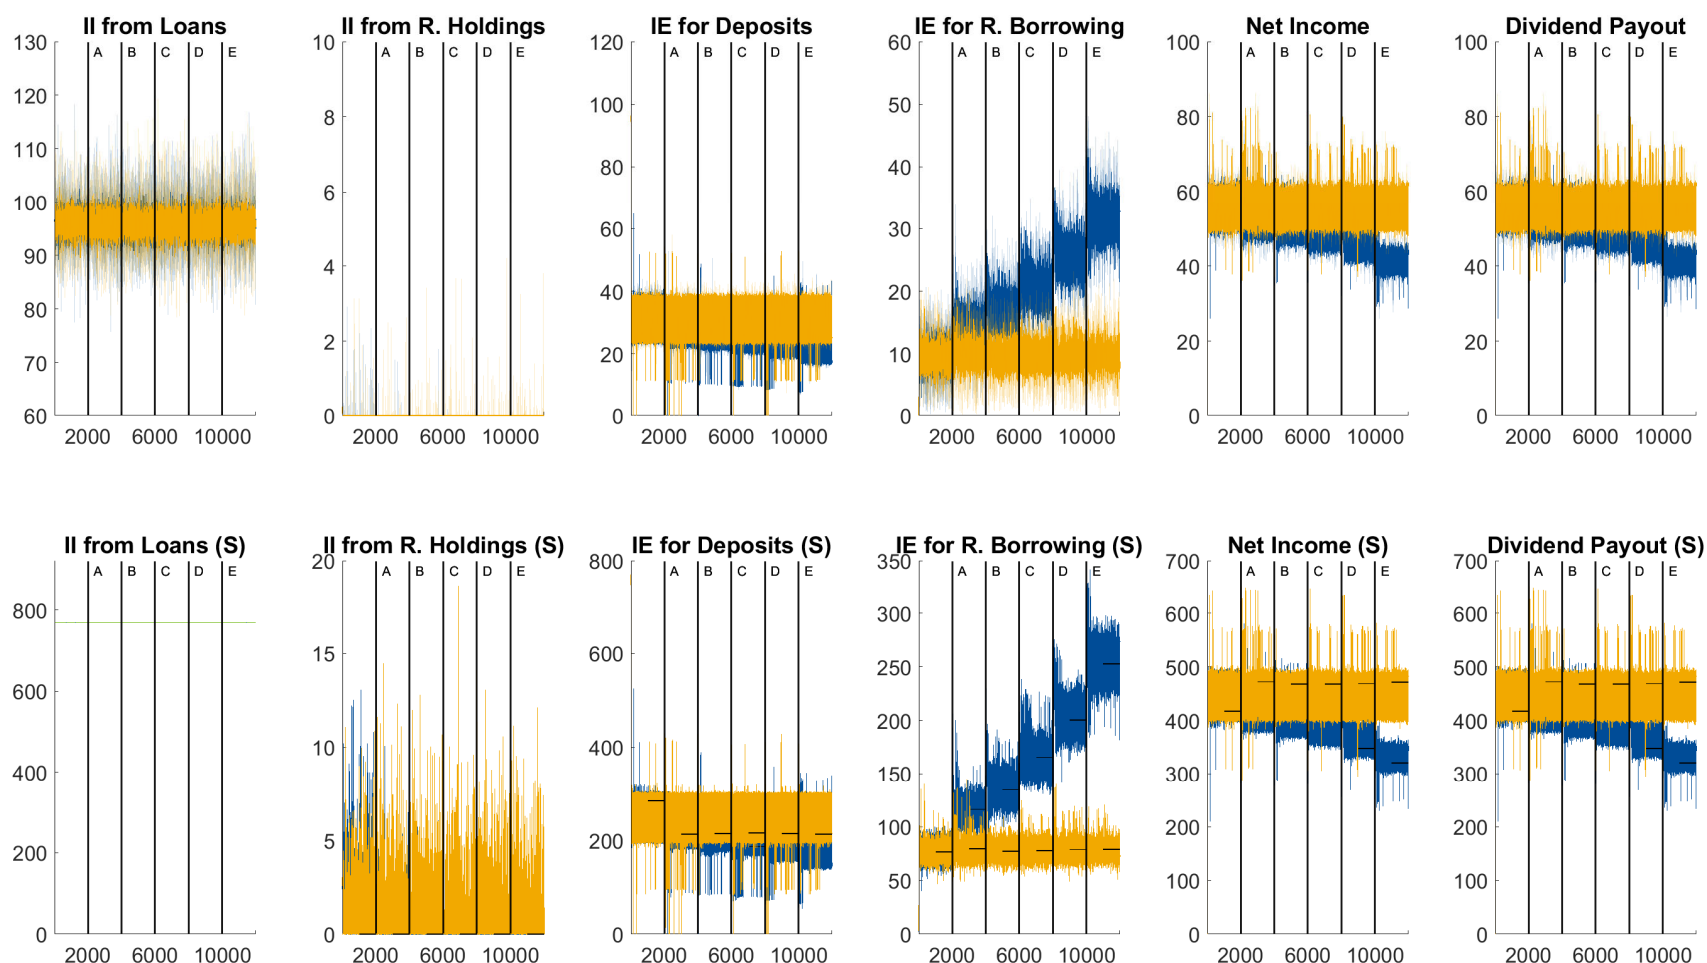 II from Loans
130
120
110
100
90
80
70
60
A B C D E
2000 6000 10000
II from R. Holdings
10
8
6
4
2
0
A B C D E
2000 6000 10000
IE for Deposits
120
100
80
60
40
20
0
A B C D E
2000 6000 10000
IE for R. Borrowing
60
50
40
30
20
10
0
A B C D E
2000 6000 10000
Net Income
100
80
60
40
20
0
A B C D E
2000 6000 10000
Dividend Payout
100
80
60
40
20
0
A B C D E
2000 6000 10000
II from Loans (S)
800
600
400
200
0
A B C D E
2000 6000 10000
II from R. Holdings (S)
20
15
10
5
0
A B C D E
2000 6000 10000
IE for Deposits (S)
800
600
400
200
0
A B C D E
2000 6000 10000
IE for R. Borrowing (S)
350
300
250
200
150
100
50
0
A B C D E
2000 6000 10000
Net Income (S)
700
600
500
400
300
200
100
0
A B C D E
2000 6000 10000
Dividend Payout (S)
700
600
500
400
300
200
100
0
A B C D E
2000 6000 10000